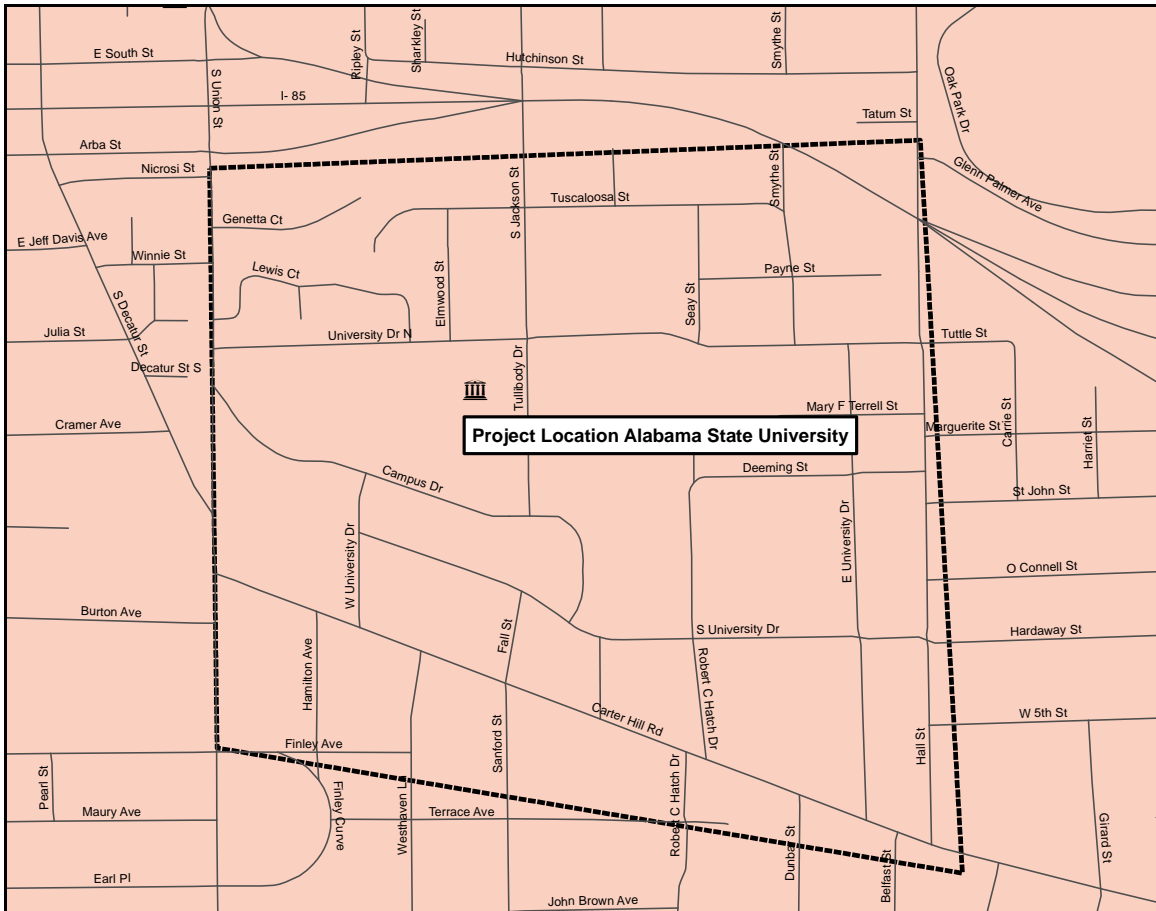 E South St
S Union St
Ripley St
Sharkley St
Hutchinson St
Smythe St
Oak Park Dr
I- 85
Tatum St
Arba St
Nicrosi St
S Jackson St
Smythe St
Glenn Palmer Ave
Tuscaloosa St
Genetta Ct
E Jeff Davis Ave
Winnie St
Lewis Ct
Elmwood St
Payne St
Seay St
S Decatur St
Julia St
University Dr N
Tuttle St
Decatur St S
Tullibody Dr
Mary F Terrell St
Carrie St
Cramer Ave
Project Location Alabama State University
Marguerite St
Harriet St
Campus Dr
Deeming St
St John St
W University Dr
E University Dr
O Connell St
Burton Ave
Fall St
S University Dr
Hardaway St
Hamilton Ave
Robert C Hatch Dr
Carter Hill Rd
W 5th St
Finley Ave
Sanford St
Hall St
Pearl St
Maury Ave
Finley Curve
Westhaven Ln
Terrace Ave
Robert C Hatch Dr
Dunbar St
Girard St
Belfast St
Earl Pl
John Brown Ave